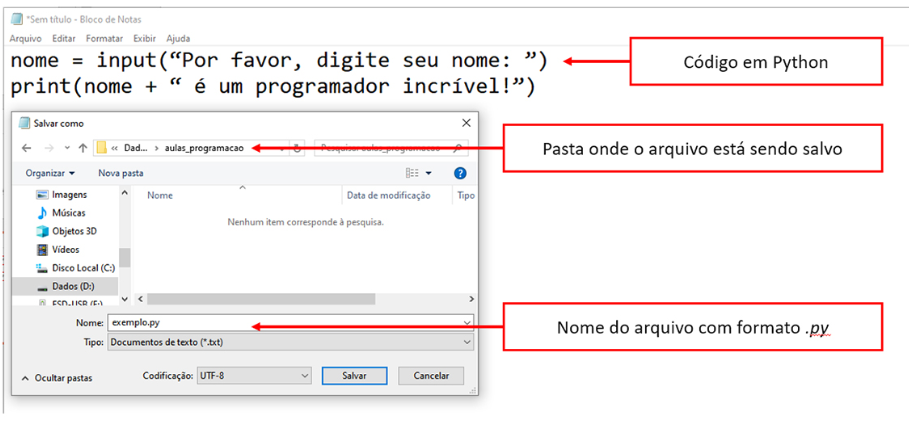 *Sem título - Bloco de Notas
Arquivo Editar Formatar Exibir Ajuda
nome = input(“Por favor, digite seu nome: ”)
print(nome + “ é um programador incrível!”)
Código em Python
Salvar como
« Dad... › aulas_programacao
Pesquisar aulas_programacao
Pasta onde o arquivo está sendo salvo
Organizar Nova pasta
Nome Data de modificação Tipo
Nenhum item corresponde à pesquisa.
Imagens
Músicas
Objetos 3D
Vídeos
Disco Local (C:)
Dados (D:)
ESD-USB (F:)
Nome: exemplo.py
Nome do arquivo com formato .py
Tipo: Documentos de texto (*.txt)
Ocultar pastas Codificação: UTF-8 Salvar Cancelar